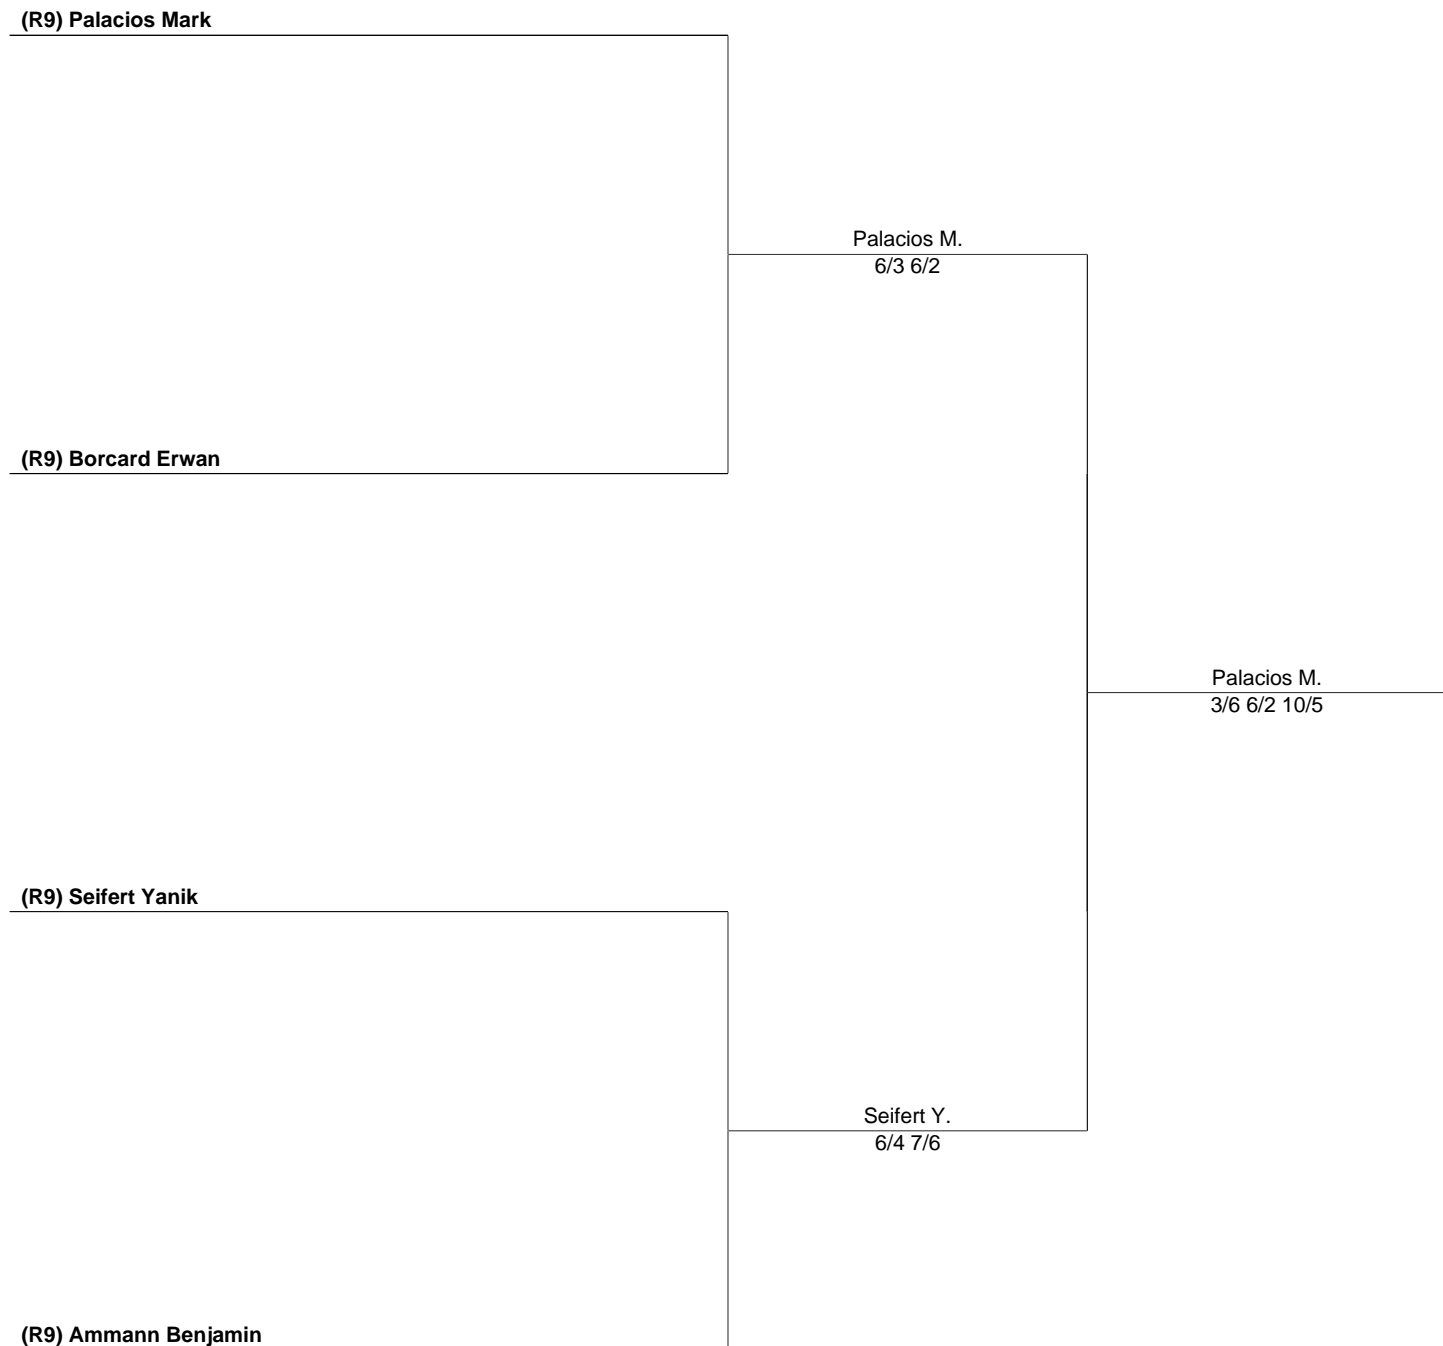 (R9) Palacios Mark
Palacios M.
6/3 6/2
(R9) Borcard Erwan
Palacios M.
3/6 6/2 10/5
(R9) Seifert Yanik
Seifert Y.
6/4 7/6
(R9) Ammann Benjamin